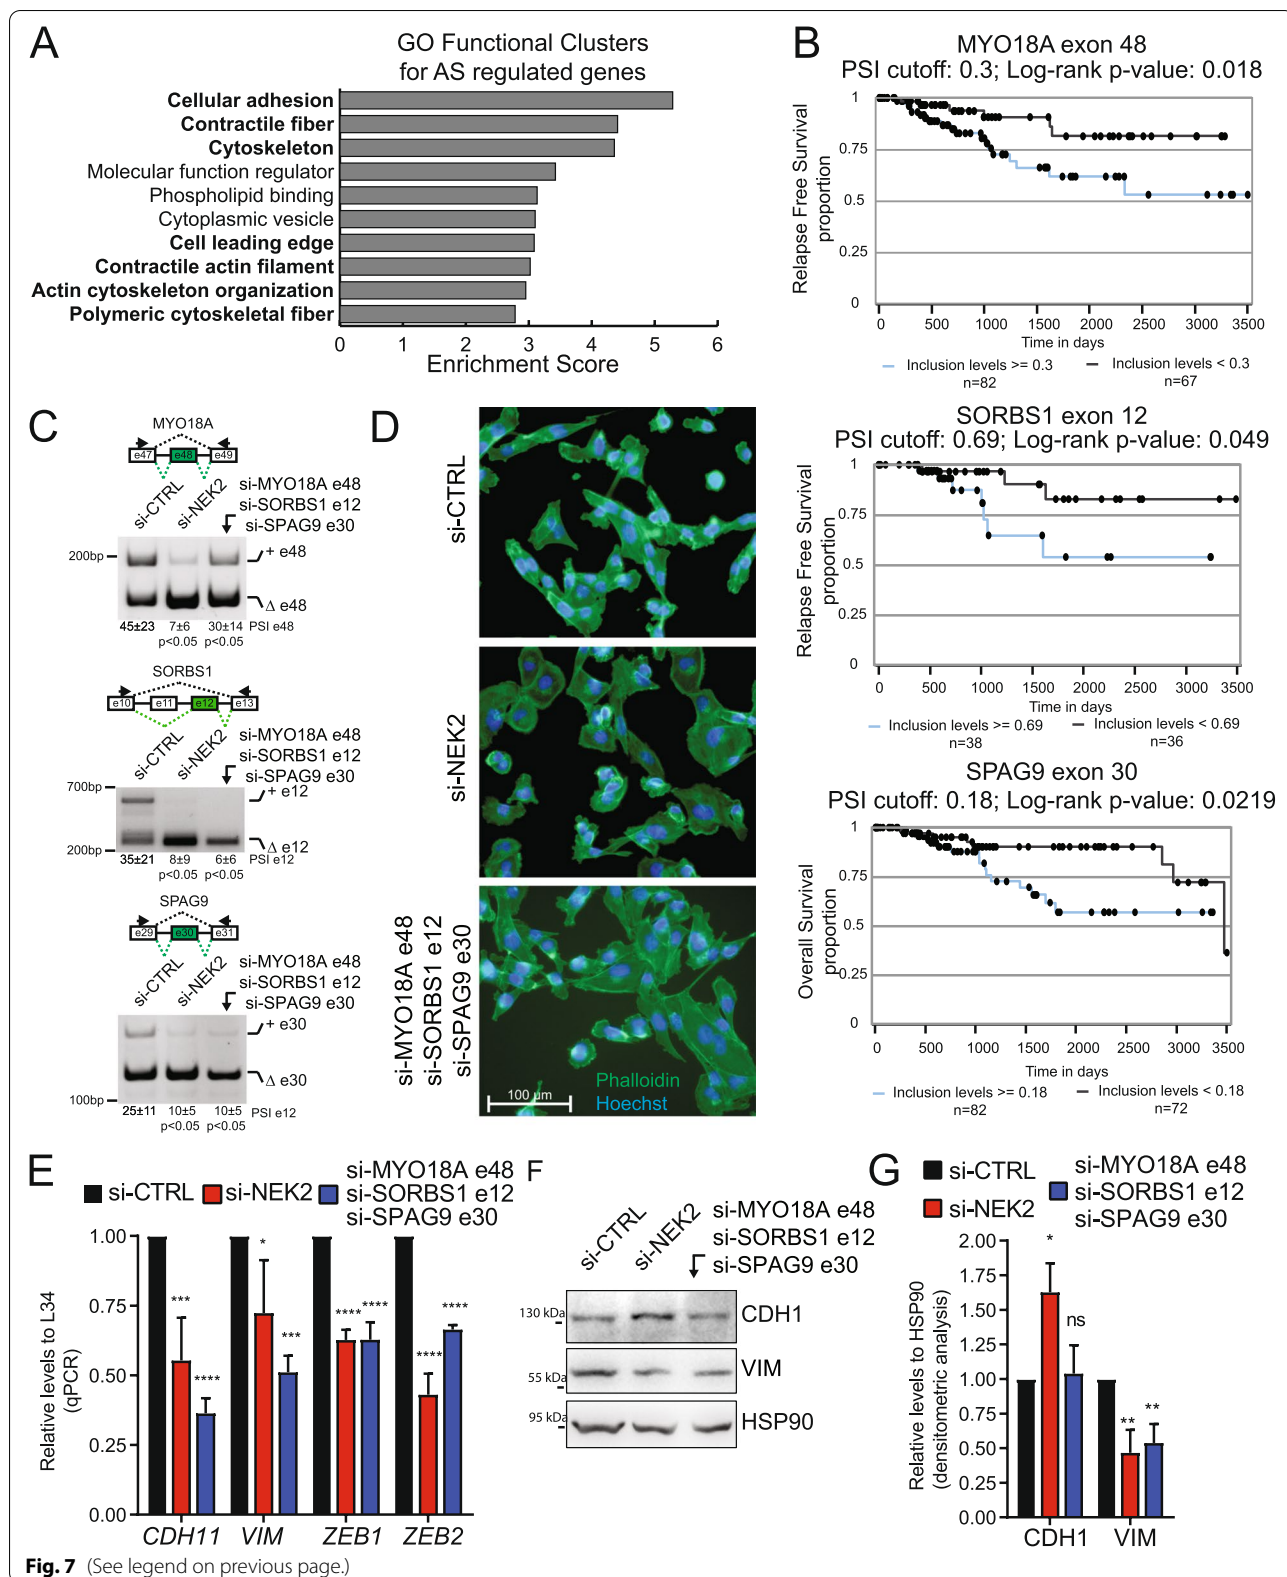 A
GO Functional Clusters
for AS regulated genes
Cellular adhesion
Contractile fiber
Cytoskeleton
Molecular function regulator
Phospholipid binding
Cytoplasmic vesicle
Cell leading edge
Contractile actin filament
Actin cytoskeleton organization
Polymeric cytoskeletal fiber
0 1 2 3 4 5 6
Enrichment Score
B
MYO18A exon 48
PSI cutoff: 0.3; Log-rank p-value: 0.018
Relapse Free Survival
proportion
1
0.75
0.5
0.25
0
0 500 1000 1500 2000 2500 3000 3500
Time in days
Inclusion levels >= 0.3
n=82
Inclusion levels < 0.3
n=67
SORBS1 exon 12
PSI cutoff: 0.69; Log-rank p-value: 0.049
Relapse Free Survival
proportion
1
0.75
0.5
0.25
0
0 500 1000 1500 2000 2500 3000 3500
Time in days
Inclusion levels >= 0.69
n=38
Inclusion levels < 0.69
n=36
SPAG9 exon 30
PSI cutoff: 0.18; Log-rank p-value: 0.0219
Overall Survival
proportion
1
0.75
0.5
0.25
0
0 500 1000 1500 2000 2500 3000 3500
Time in days
Inclusion levels >= 0.18
n=82
Inclusion levels < 0.18
n=72
C
MYO18A
e47 e48 e49
si-CTRL
si-NEK2
si-MYO18A e48
si-SORBS1 e12
si-SPAG9 e30
200bp
+ e48
Δ e48
45±23 7±6 30±14 PSI e48
p<0.05 p<0.05
SORBS1
e10 e11 e12 e13
si-CTRL
si-NEK2
si-MYO18A e48
si-SORBS1 e12
si-SPAG9 e30
700bp
+ e12
200bp
Δ e12
35±21 8±9 6±6 PSI e12
p<0.05 p<0.05
SPAG9
e29 e30 e31
si-CTRL
si-NEK2
si-MYO18A e48
si-SORBS1 e12
si-SPAG9 e30
+ e30
Δ e30
100bp
25±11 10±5 10±5 PSI e12
p<0.05 p<0.05
D
si-CTRL
si-NEK2
si-MYO18A e48
si-SORBS1 e12
si-SPAG9 e30
100 µm
Phalloidin
Hoechst
E
si-CTRL
si-NEK2
si-MYO18A e48
si-SORBS1 e12
si-SPAG9 e30
Relative levels to L34
(qPCR)
1.00
0.75
0.50
0.25
0.00
*** **** * *** **** **** **** ****
CDH11 VIM ZEB1 ZEB2
F
si-CTRL
si-NEK2
si-MYO18A e48
si-SORBS1 e12
si-SPAG9 e30
130 kDa
CDH1
55 kDa
VIM
95 kDa
HSP90
G
si-CTRL
si-NEK2
si-MYO18A e48
si-SORBS1 e12
si-SPAG9 e30
Relative levels to HSP90
(densitometric analysis)
2.00
1.75
1.50
1.25
1.00
0.75
0.50
0.25
0.00
* ns ** **
CDH1 VIM
Fig. 7 (See legend on previous page.)